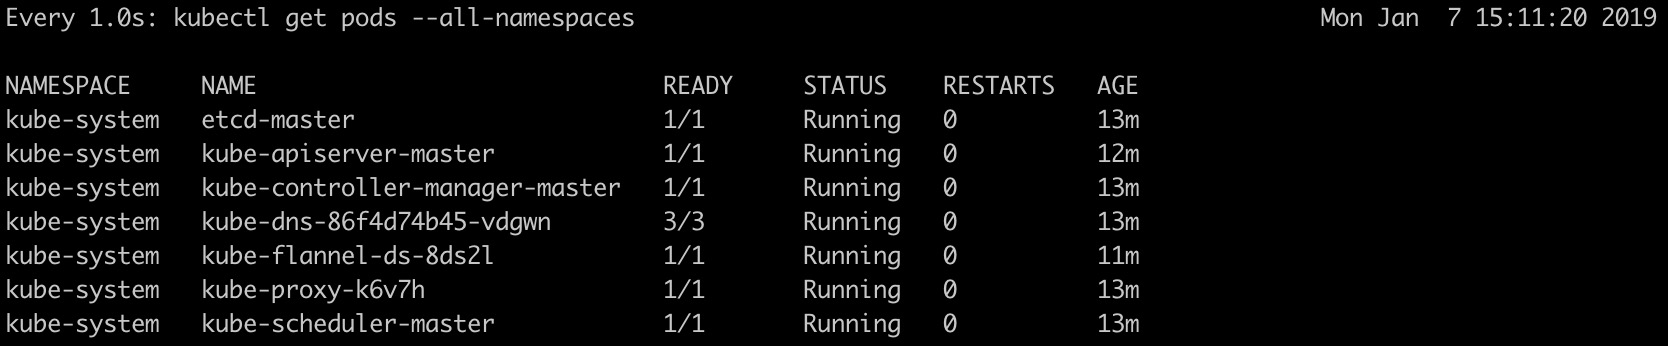 Every 1.0s: kubectl get pods --all-namespaces Mon Jan  7 15:11:20 2019
NAMESPACE NAME READY STATUS RESTARTS AGE
kube-system etcd-master 1/1 Running 0 13m
kube-system kube-apiserver-master 1/1 Running 0 12m
kube-system kube-controller-manager-master 1/1 Running 0 13m
kube-system kube-dns-86f4d74b45-vdgwn 3/3 Running 0 13m
kube-system kube-flannel-ds-8ds2l 1/1 Running 0 11m
kube-system kube-proxy-k6v7h 1/1 Running 0 13m
kube-system kube-scheduler-master 1/1 Running 0 13m